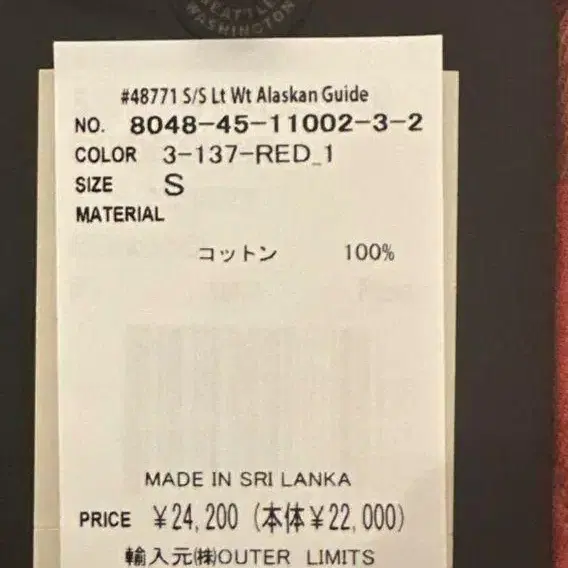 SEATTLE
WASHINGTON
#48771 S/S Lt Wt Alaskan Guide
NO. 8048-45-11002-3-2
COLOR 3-137-RED_1
SIZE S
MATERIAL
コットン 100%
MADE IN SRI LANKA
PRICE ¥24,200 (本体¥22,000)
輸入元㈱OUTER LIMITS